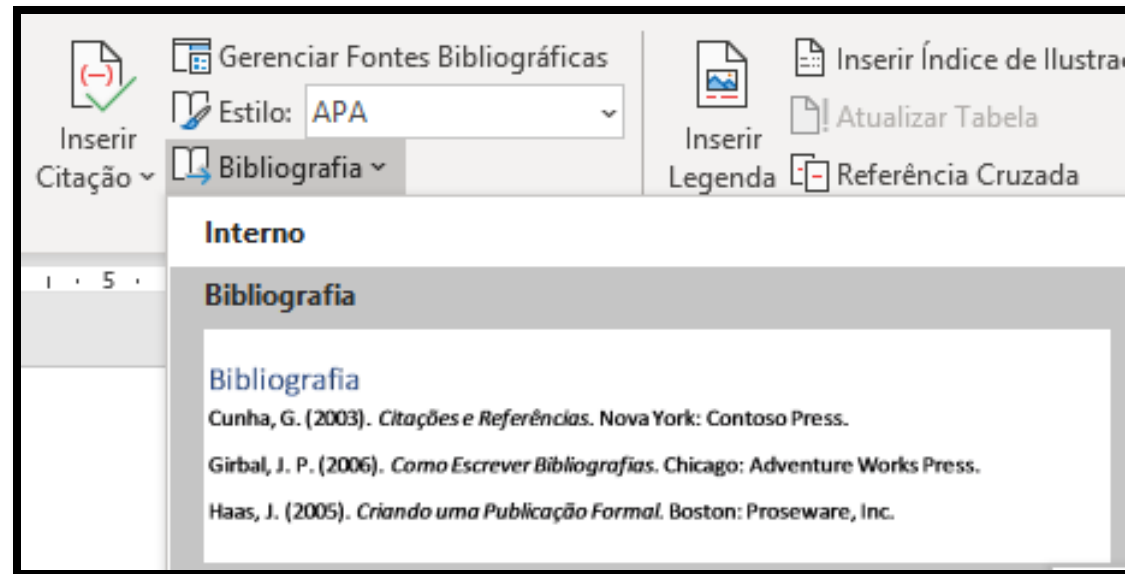 Inserir
Citação
Gerenciar Fontes Bibliográficas
Estilo: APA
Bibliografia
Inserir
Legenda
Inserir Índice de Ilustra
Atualizar Tabela
Referência Cruzada
5
Interno
Bibliografia
Bibliografia
Cunha, G. (2003). Citações e Referências. Nova York: Contoso Press.
Girbal, J. P. (2006). Como Escrever Bibliografias. Chicago: Adventure Works Press.
Haas, J. (2005). Criando uma Publicação Formal. Boston: Proseware, Inc.